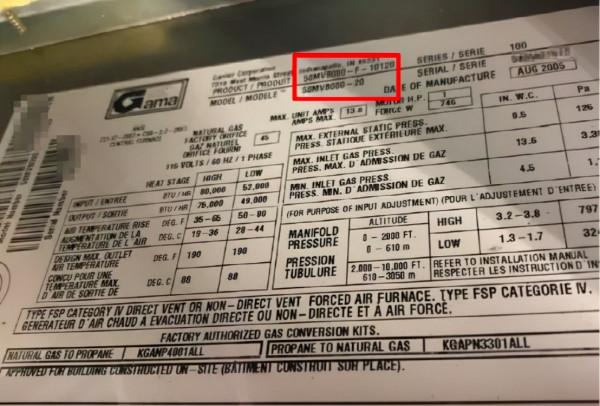 Carrier Corporation
Indianapolis, IN
West Morris Street
PRODUCT / PRODUIT 58MVB080-F-10120
MODEL / MODELE 58MVB080-20
SERIES / SERIE 100
SERIAL / SERIE
DATE OF MANUFACTURE AUG 2005
Gama
ANSI
CENTRAL FURNACE
NATURAL GAS
FACTORY ORIFICE
GAZ NATUREL
ORIFICE FOURNI 45
MAX. UNIT AMPS
AMPS MAX. 13.8
MOTOR H.P. 1
FORCE W 746
115 VOLTS / 60 HZ / 1 PHASE
HEAT STAGE HIGH LOW
INPUT / ENTREE BTU / HR 80,000 52,000
OUTPUT / SORTIE BTU / HR 76,000 49,000
AIR TEMPERATURE RISE DEG. F 35-65 50-80
AUGMENTATION DE LA
TEMPERATURE DE L'AIR DEG. C 19-36 28-44
DESIGN MAX. OUTLET
AIR TEMPERATURE DEG. F 190 190
CONCU POUR UNE
TEMPERATURE MAX.
D'AIR DE SORTIE DE DEG. C 88 88
IN. W.C. Pa
MAX. EXTERNAL STATIC PRESS.
PRESS. STATIQUE EXTERIEURE MAX. 0.5 126
MAX. INLET GAS PRESS.
PRESS. MAX. D'ADMISSION DE GAZ 13.6
MIN. INLET GAS PRESS.
PRESS. MIN. D'ADMISSION DE GAZ 4.5
(FOR PURPOSE OF INPUT ADJUSTMENT) (POUR L'AJUSTEMENT D'ENTREE)
MANIFOLD
PRESSURE
PRESSION
TUBULURE
ALTITUDE
0 - 2000 FT.
0 - 610 m
HIGH 3.2-3.8 797
LOW 1.3-1.7
2,000 - 10,000 FT.
610-3050 m
REFER TO INSTALLATION MANUAL
RESPECTER LES INSTRUCTION D'
TYPE FSP CATEGORY IV DIRECT VENT OR NON-DIRECT VENT FORCED AIR FURNACE. TYPE FSP CATEGORIE IV.
GENERATEUR D'AIR CHAUD A EVACUATION DIRECTE OU NON-DIRECTE ET A AIR FORCÉ.
FACTORY AUTHORIZED GAS CONVERSION KITS.
NATURAL GAS TO PROPANE KGANP4001ALL PROPANE TO NATURAL GAS KGAPN3301ALL
APPROVED FOR BUILDING CONSTRUCTED ON-SITE (BATIMENT CONSTRUIT SUR PLACE).